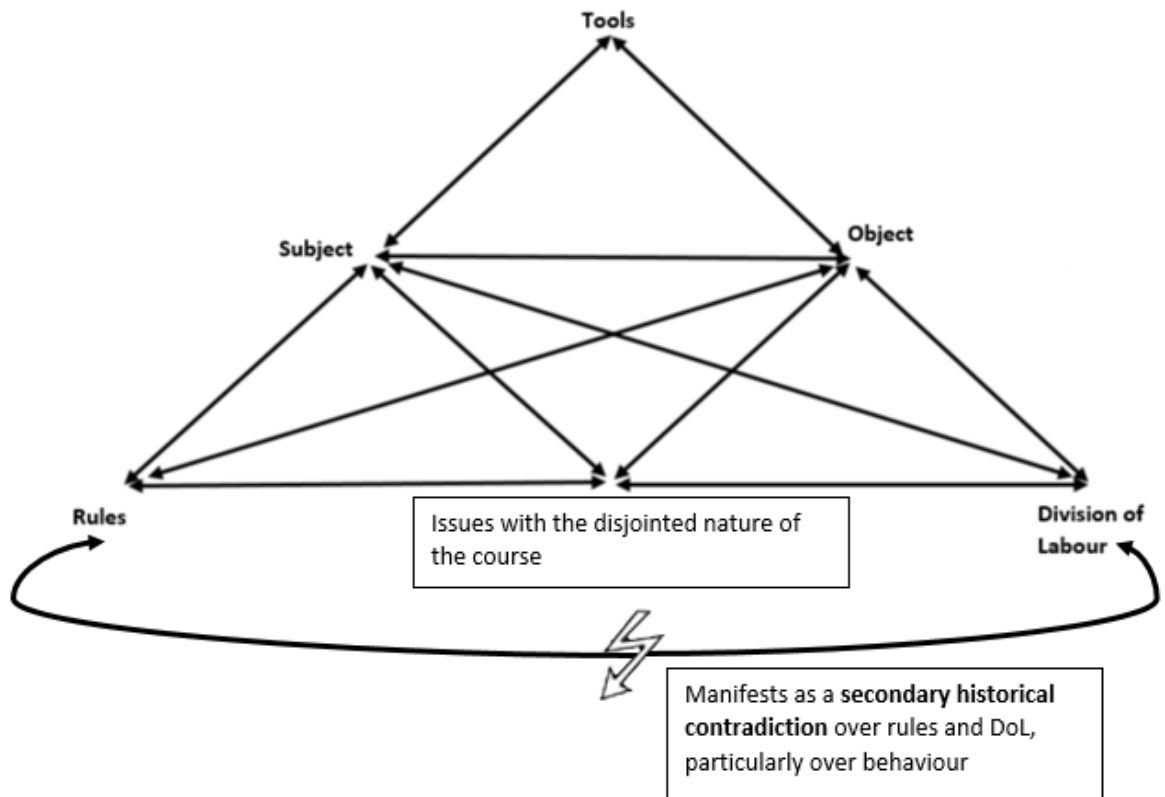 Tools
Subject
Object
Rules
Issues with the disjointed nature of
the course
Division of
Labour
Manifests as a secondary historical
contradiction over rules and DoL,
particularly over behaviour